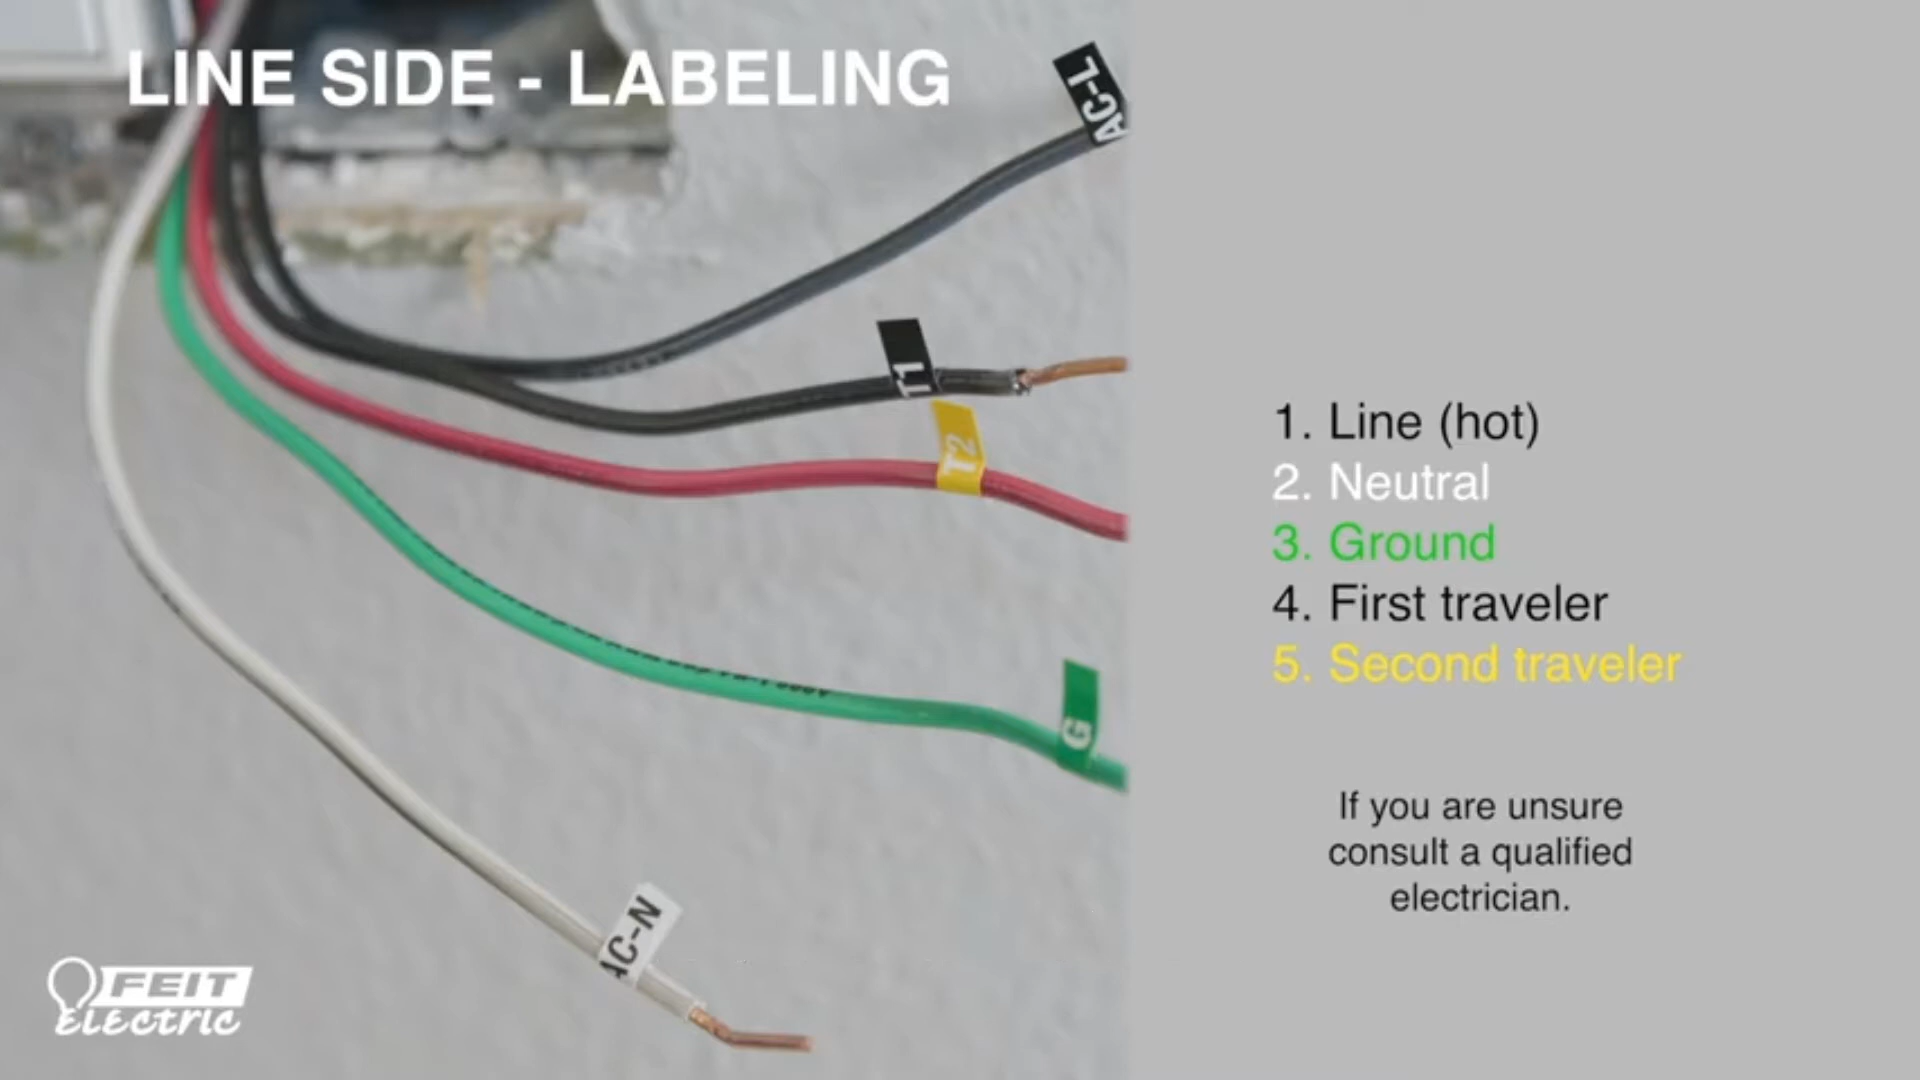 LINE SIDE - LABELING
AC-L
T1
T2
G
AC-N
1. Line (hot)
2. Neutral
3. Ground
4. First traveler
5. Second traveler
If you are unsure
consult a qualified
electrician.
FEIT
ELECTRIC